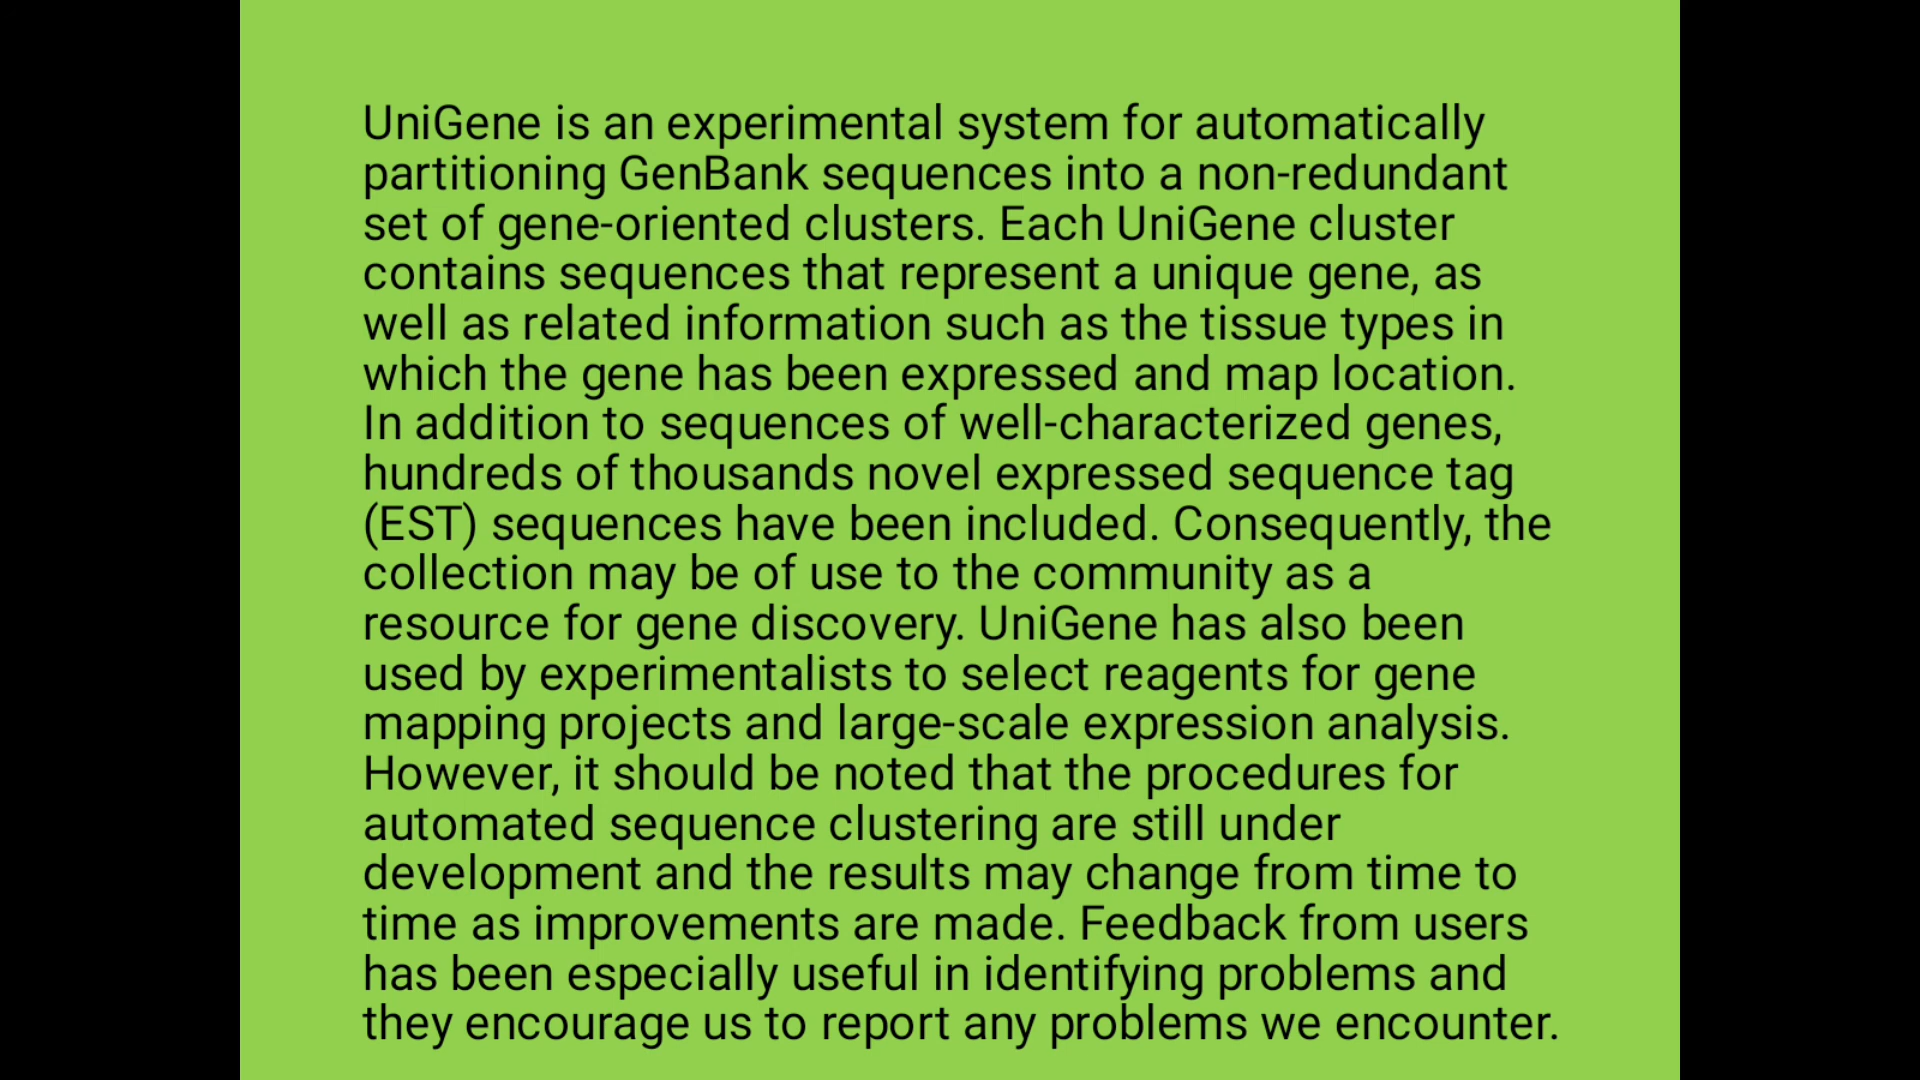 UniGene is an experimental system for automatically
partitioning GenBank sequences into a non-redundant
set of gene-oriented clusters. Each UniGene cluster
contains sequences that represent a unique gene, as
well as related information such as the tissue types in
which the gene has been expressed and map location.
In addition to sequences of well-characterized genes,
hundreds of thousands novel expressed sequence tag
(EST) sequences have been included. Consequently, the
collection may be of use to the community as a
resource for gene discovery. UniGene has also been
used by experimentalists to select reagents for gene
mapping projects and large-scale expression analysis.
However, it should be noted that the procedures for
automated sequence clustering are still under
development and the results may change from time to
time as improvements are made. Feedback from users
has been especially useful in identifying problems and
they encourage us to report any problems we encounter.